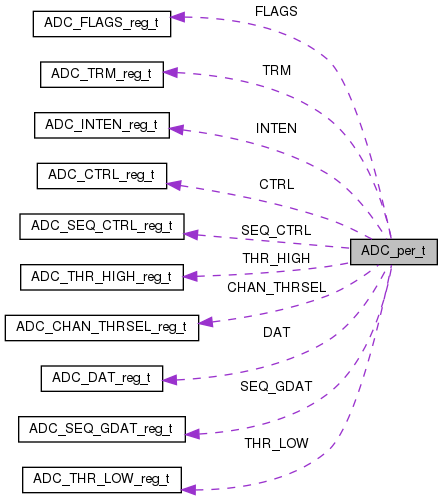 FLAGS
ADC_FLAGS_reg_t
TRM
ADC_TRM_reg_t
INTEN
ADC_INTEN_reg_t
CTRL
ADC_CTRL_reg_t
SEQ_CTRL
ADC_SEQ_CTRL_reg_t
ADC_per_t
THR_HIGH
ADC_THR_HIGH_reg_t
CHAN_THRSEL
ADC_CHAN_THRSEL_reg_t
DAT
ADC_DAT_reg_t
SEQ_GDAT
ADC_SEQ_GDAT_reg_t
THR_LOW
ADC_THR_LOW_reg_t